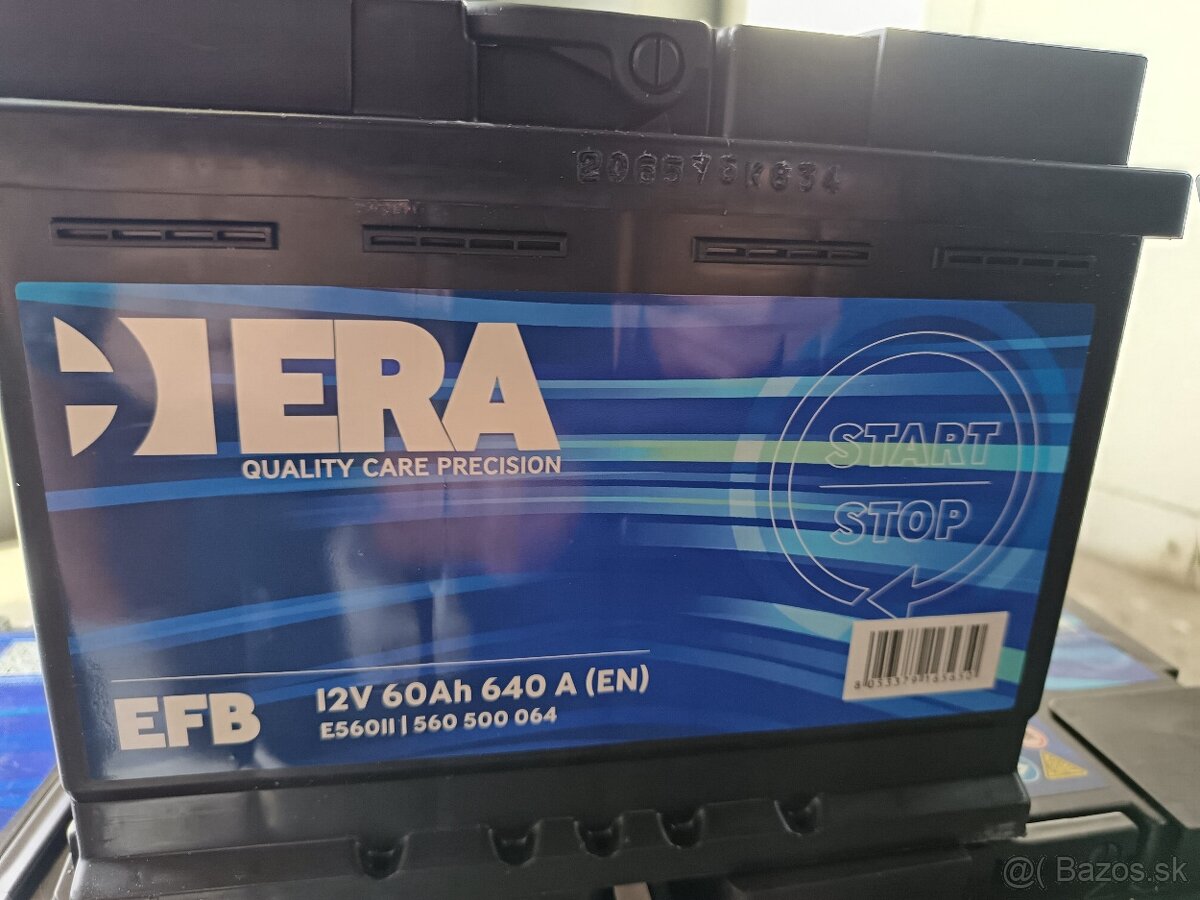 ERA
QUALITY CARE PRECISION
START
STOP
EFB
12V 60Ah 640 A (EN)
E56011 | 560 500 064
@( Bazos.sk